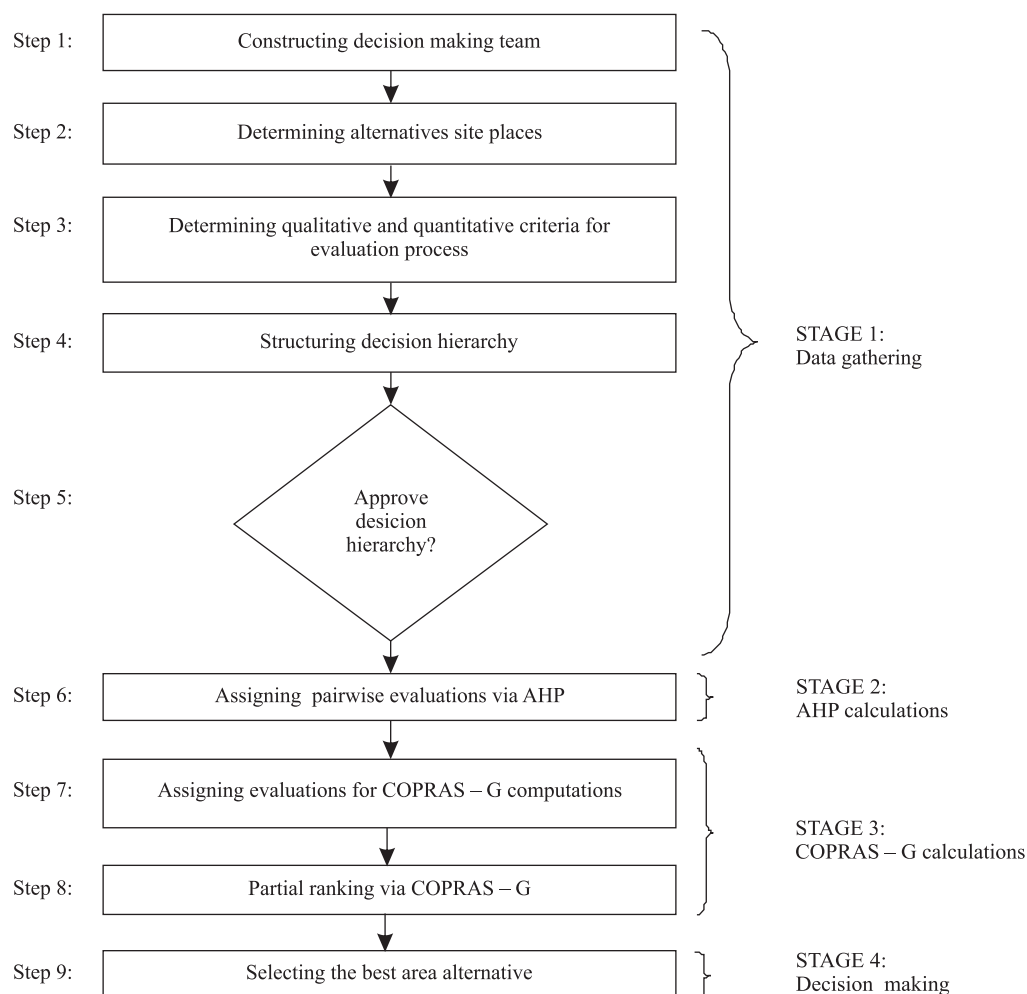 Step 1:
Constructing decision making team
Step 2:
Determining alternatives site places
Step 3:
Determining qualitative and quantitative criteria for
evaluation process
Step 4:
Structuring decision hierarchy
STAGE 1:
Data gathering
Step 5:
Approve
desicion
hierarchy?
Step 6:
Assigning pairwise evaluations via AHP
STAGE 2:
AHP calculations
Step 7:
Assigning evaluations for COPRAS – G computations
STAGE 3:
COPRAS – G calculations
Step 8:
Partial ranking via COPRAS – G
Step 9:
Selecting the best area alternative
STAGE 4:
Decision making